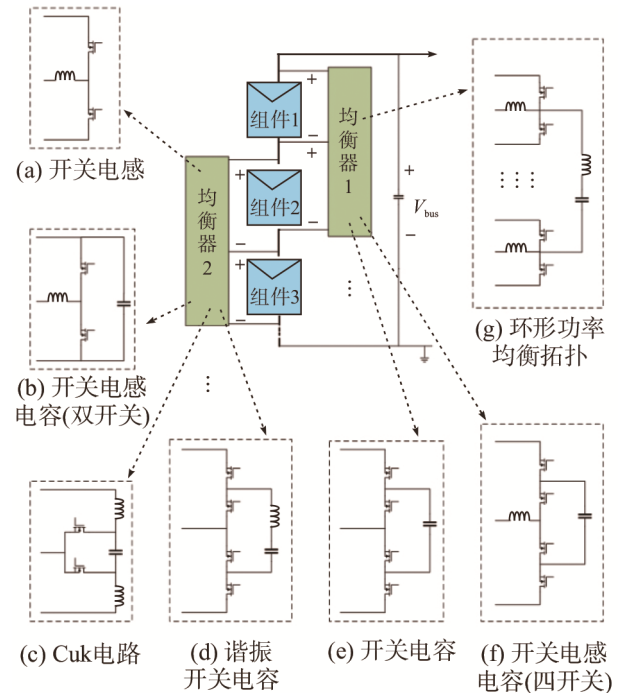 (a) 开关电感
(b) 开关电感
电容(双开关)
(c) Cuk电路
(d) 谐振
开关电容
(e) 开关电容
(f) 开关电感
电容(四开关)
(g) 环形功率
均衡拓扑
组件1
组件2
组件3
均衡器1
均衡器2
+
−
+
−
+
−
+
−
+
−
V_bus
⋮
⋮
⋮ ⋮ ⋮